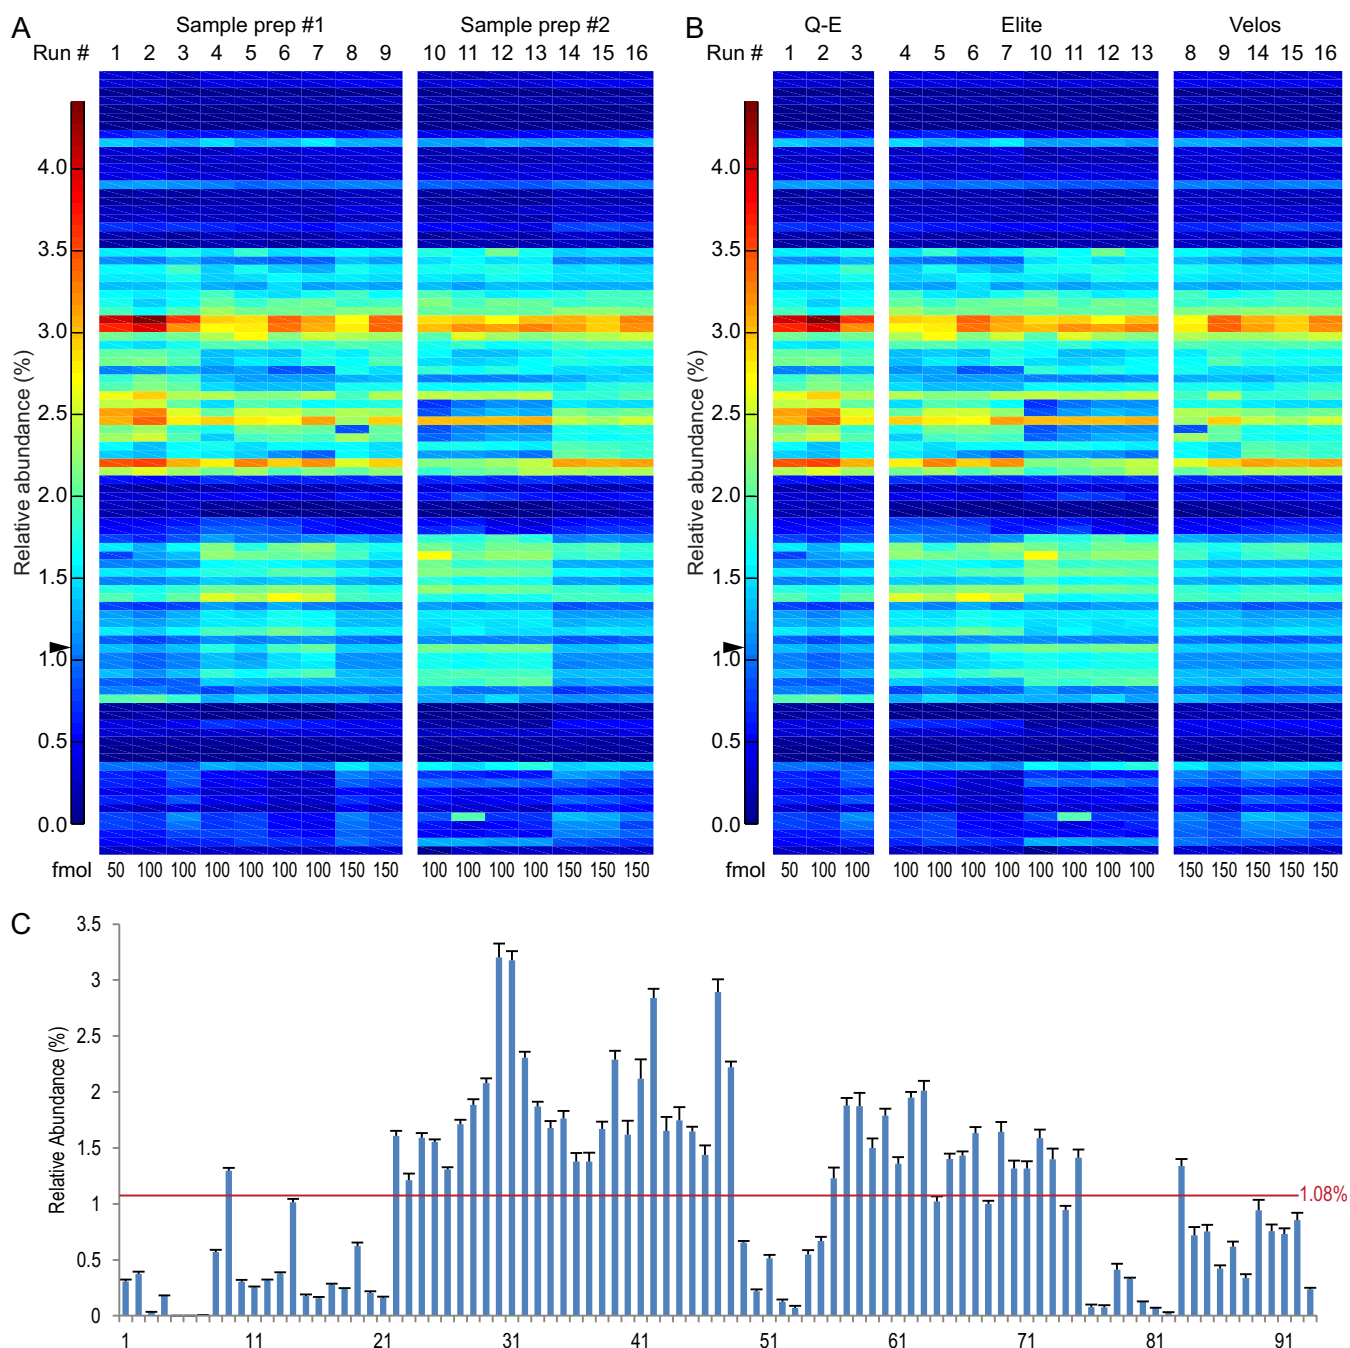 A Sample prep #1 Sample prep #2
Run # 1 2 3 4 5 6 7 8 9 10 11 12 13 14 15 16
Relative abundance (%)
4.0
3.5
3.0
2.5
2.0
1.5
1.0
0.5
0.0
fmol 50 100 100 100 100 100 100 150 150 100 100 100 100 150 150 150
B Q-E Elite Velos
Run # 1 2 3 4 5 6 7 10 11 12 13 8 9 14 15 16
Relative abundance (%)
4.0
3.5
3.0
2.5
2.0
1.5
1.0
0.5
0.0
fmol 50 100 100 100 100 100 100 100 100 100 100 150 150 150 150 150
C
Relative Abundance (%)
3.5
3
2.5
2
1.5
1
0.5
0
1.08%
1 11 21 31 41 51 61 71 81 91